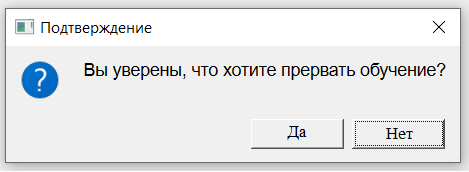 Подтверждение
Вы уверены, что хотите прервать обучение?
Да
Нет